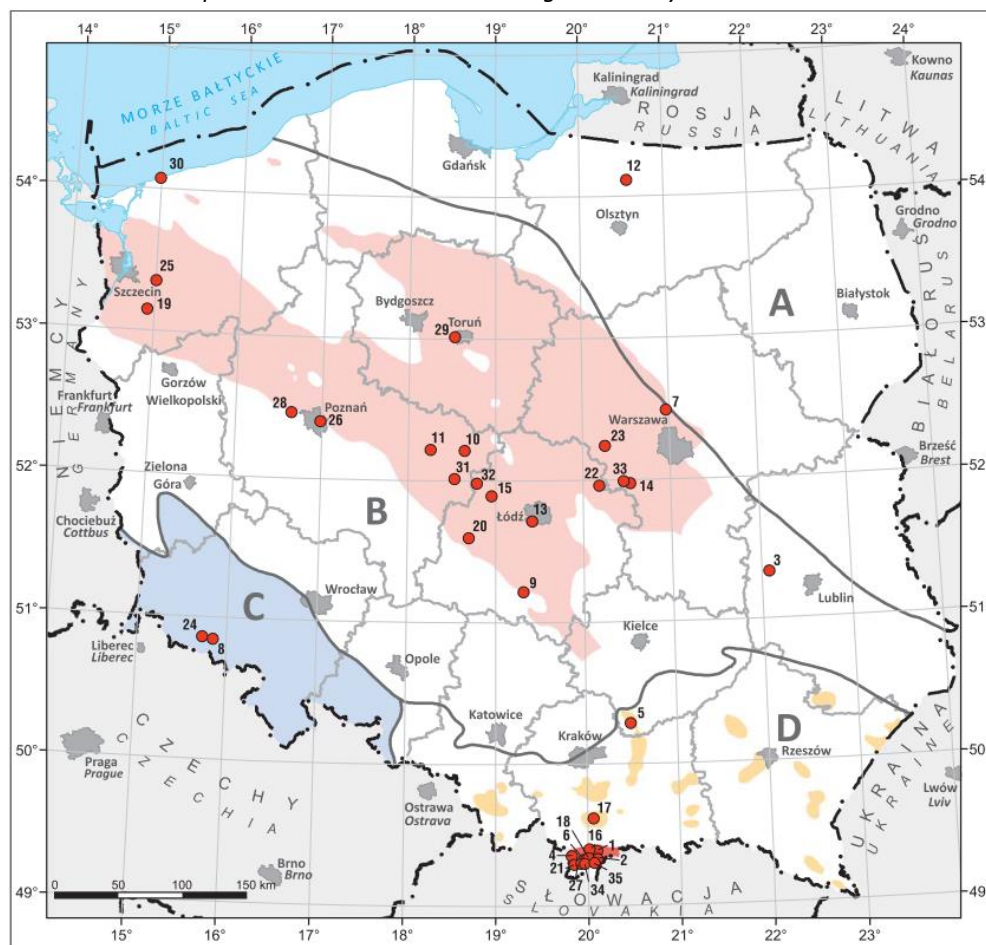 14° 15° 16° 17° 18° 19° 20° 21° 22° 23° 24°
MORZE BAŁTYCKIE
BALTIC SEA
Kaliningrad
Kaliningrad
ROSJA
RUSSIA
LITWA
LITHUANIA
Kowno
Kaunas
Gdańsk
30
12
54° 54°
Olsztyn
Grodno
Grodno
BIAŁORUŚ
BELARUS
25
Szczecin
19
A
Białystok
Bydgoszcz
Toruń
29
53° 53°
NIEMCY
GERMANY
Gorzów
Wielkopolski
Frankfurt
Frankfurt
28
Poznań
26
7
Warszawa
23
11
10
Brześć
Brest
52° 52°
Zielona
Góra
31
32
15
22
33
14
B
Łódź
13
Chociebuż
Cottbus
20
3
Lublin
9
Wrocław
51° 51°
C
24
8
Liberec
Liberec
Kielce
Opole
Katowice
5
D
Kraków
Rzeszów
50° 50°
CZECHY
CZECHIA
Praga
Prague
Ostrawa
Ostrava
UKRAINA
UKRAINE
Lwów
Lviv
17
18
6
16
1
4
2
21
35
27
34
Brno
Brno
0 50 100 150 km
49° 49°
SŁOWACJA
SLOVAKIA
15° 16° 17° 18° 19° 20° 21° 22° 23°